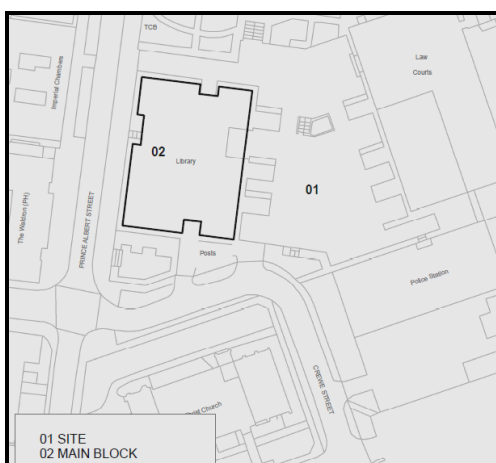 TCB
Imperial Chambers
Law
Courts
02
Library
01
The Waldron (PH)
PRINCE ALBERT STREET
Posts
Police Station
CREWE STREET
Church
01 SITE
02 MAIN BLOCK